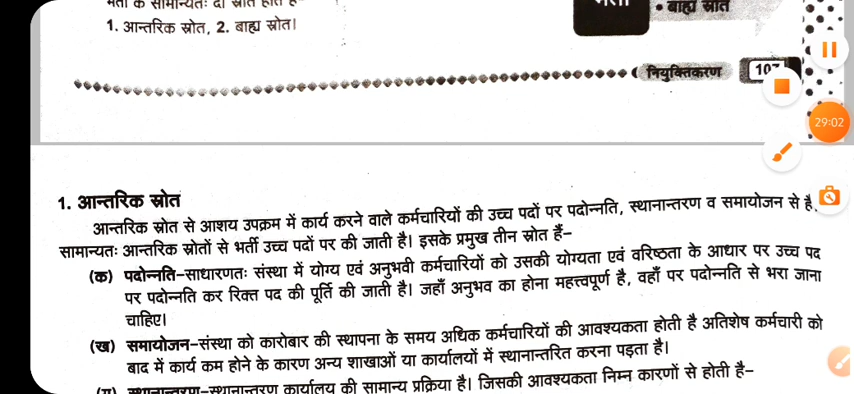 भर्ती के सामान्यतः दो स्रोत होते हैं-
1. आन्तरिक स्रोत, 2. बाह्य स्रोत।
• बाह्य स्रोत
नियुक्तिकरण
29:02
1. आन्तरिक स्रोत
आन्तरिक स्रोत से आशय उपक्रम में कार्य करने वाले कर्मचारियों की उच्च पदों पर पदोन्नति, स्थानान्तरण व समायोजन से है
सामान्यतः आन्तरिक स्रोतों से भर्ती उच्च पदों पर की जाती है। इसके प्रमुख तीन स्रोत हैं–
(क) पदोन्नति–साधारणतः संस्था में योग्य एवं अनुभवी कर्मचारियों को उसकी योग्यता एवं वरिष्ठता के आधार पर उच्च पद
पर पदोन्नति कर रिक्त पद की पूर्ति की जाती है। जहाँ अनुभव का होना महत्त्वपूर्ण है, वहाँ पर पदोन्नति से भरा जाना
चाहिए।
(ख) समायोजन–संस्था को कारोबार की स्थापना के समय अधिक कर्मचारियों की आवश्यकता होती है अतिशेष कर्मचारी को
बाद में कार्य कम होने के कारण अन्य शाखाओं या कार्यालयों में स्थानान्तरित करना पड़ता है।
(ग) स्थानान्तरण–स्थानान्तरण कार्यालय की सामान्य प्रक्रिया है। जिसकी आवश्यकता निम्न कारणों से होती है–